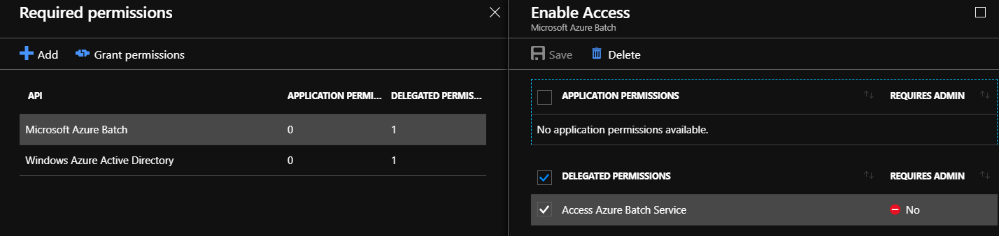 Required permissions
Add Grant permissions
API APPLICATION PERMI... DELEGATED PERMIS...
Microsoft Azure Batch 0 1
Windows Azure Active Directory 0 1
Enable Access
Microsoft Azure Batch
Save Delete
APPLICATION PERMISSIONS REQUIRES ADMIN
No application permissions available.
DELEGATED PERMISSIONS REQUIRES ADMIN
Access Azure Batch Service No